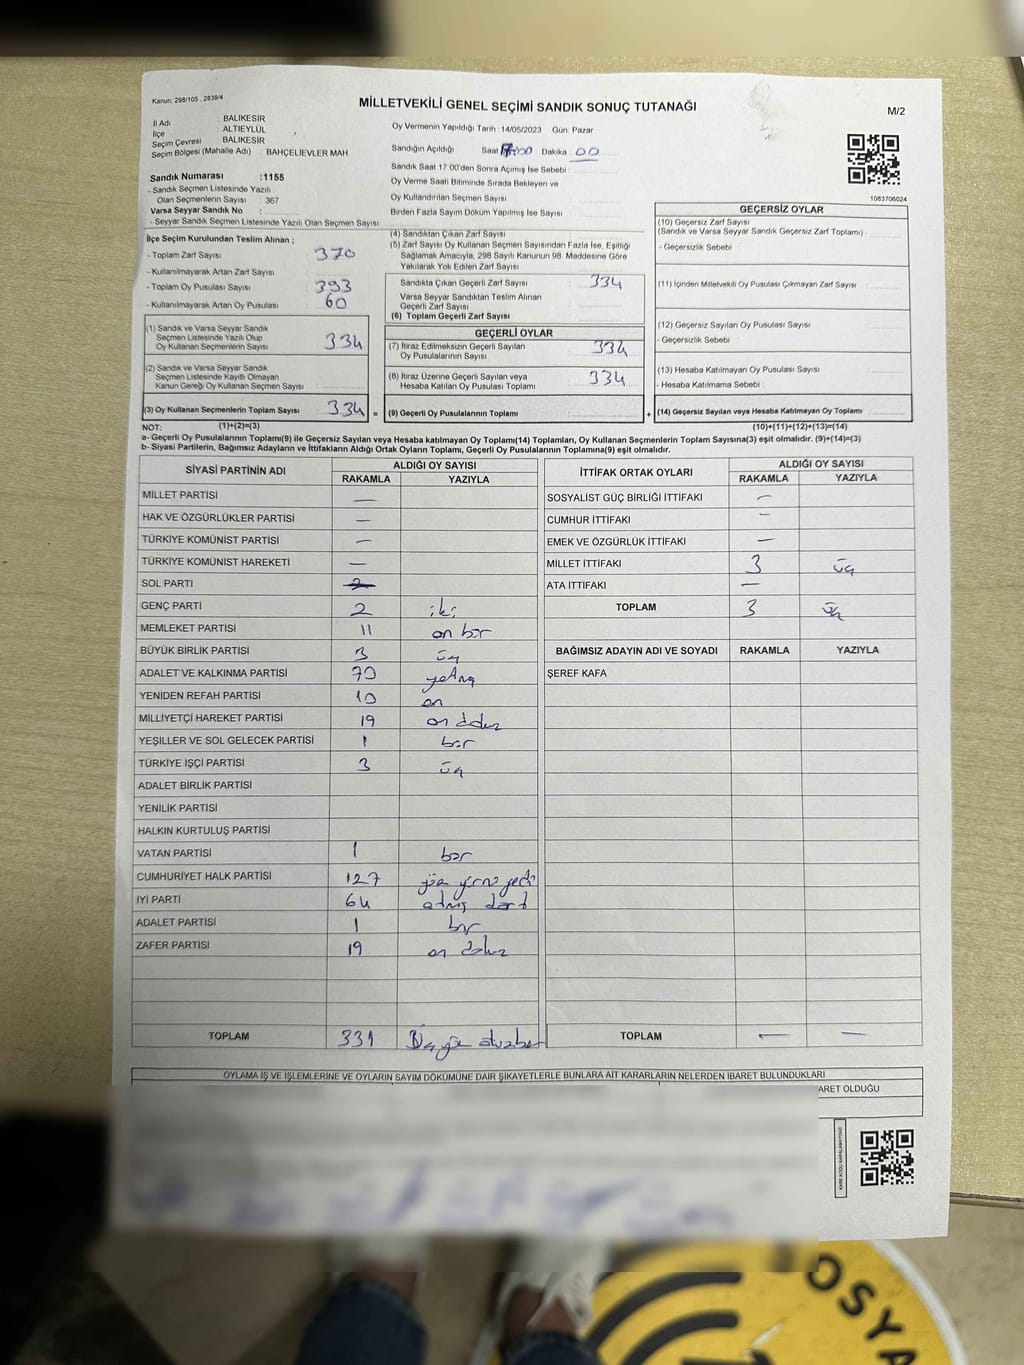 Kanun, 298/105, 2839/4
MİLLETVEKİLİ GENEL SEÇİMİ SANDIK SONUÇ TUTANAĞI
M/2
İl Adı : BALIKESİR
İlçe : ALTIEYLÜL
Seçim Çevresi : BALIKESİR
Seçim Bölgesi (Mahalle Adı) : BAHÇELİEVLER MAH
Sandık Numarası :1155
- Sandık Seçmen Listesinde Yazılı
Olan Seçmenlerin Sayısı : 367
Varsa Seyyar Sandık No :
- Seyyar Sandık Seçmen Listesinde Yazılı Olan Seçmen Sayısı :
Oy Vermenin Yapıldığı Tarih : 14/05/2023 Gün: Pazar
Sandığın Açıldığı Saat Dakika : 00
Sandık Saat 17:00'den Sonra Açımış İse Sebebi :
Oy Verme Saati Bitiminde Sırada Bekleyen ve
Oy Kullandırılan Seçmen Sayısı
Birden Fazla Sayım Döküm Yapılmış İse Sayısı
1083706024
İlçe Seçim Kurulundan Teslim Alınan ;
- Toplam Zarf Sayısı : 370
- Kullanılmayarak Artan Zarf Sayısı :
- Toplam Oy Pusulası Sayısı : 393
- Kullanılmayarak Artan Oy Pusulası : 60
(1) Sandık ve Varsa Seyyar Sandık
Seçmen Listesinde Yazılı Olup
Oy Kullanan Seçmenlerin Sayısı : 334
(2) Sandık ve Varsa Seyyar Sandık
Seçmen Listesinde Kayıtlı Olmayan
Kanun Gereği Oy Kullanan Seçmen Sayısı :
(3) Oy Kullanan Seçmenlerin Toplam Sayısı : 334 =
(4) Sandıktan Çıkan Zarf Sayısı :
(5) Zarf Sayısı Oy Kullanan Seçmen Sayısından Fazla İse, Eşitliği
Sağlamak Amacıyla, 298 Sayılı Kanunun 98. Maddesine Göre
Yakılarak Yok Edilen Zarf Sayısı :
Sandıkta Çıkan Geçerli Zarf Sayısı : 334
Varsa Seyyar Sandıktan Teslim Alınan
Geçerli Zarf Sayısı :
(6) Toplam Geçerli Zarf Sayısı :
GEÇERLİ OYLAR
(7) İtiraz Edilmeksizin Geçerli Sayılan
Oy Pusulalarının Sayısı : 334
(8) İtiraz Üzerine Geçerli Sayılan veya
Hesaba Katılan Oy Pusulası Toplamı : 334
(9) Geçerli Oy Pusulalarının Toplamı : +
GEÇERSİZ OYLAR
(10) Geçersiz Zarf Sayısı
(Sandık ve Varsa Seyyar Sandık Geçersiz Zarf Toplamı) :
- Geçersizlik Sebebi :
(11) İçinden Milletvekili Oy Pusulası Çıkmayan Zarf Sayısı :
(12) Geçersiz Sayılan Oy Pusulası Sayısı :
- Geçersizlik Sebebi :
(13) Hesaba Katılmayan Oy Pusulası Sayısı :
- Hesaba Katılmama Sebebi :
(14) Geçersiz Sayılan veya Hesaba Katılmayan Oy Toplamı :
NOT: (1)+(2)=(3) (10)+(11)+(12)+(13)=(14)
a- Geçerli Oy Pusulalarının Toplamı(9) ile Geçersiz Sayılan veya Hesaba katılmayan Oy Toplamı(14) Toplamları, Oy Kullanan Seçmenlerin Toplam Sayısına(3) eşit olmalıdır. (9)+(14)=(3)
b- Siyasi Partilerin, Bağımsız Adayların ve İttifakların Aldığı Ortak Oyların Toplamı, Geçerli Oy Pusulalarının Toplamına(9) eşit olmalıdır.
SİYASİ PARTİNİN ADI ALDIĞI OY SAYISI
RAKAMLA YAZIYLA
MİLLET PARTİSİ —
HAK VE ÖZGÜRLÜKLER PARTİSİ —
TÜRKİYE KOMÜNİST PARTİSİ —
TÜRKİYE KOMÜNİST HAREKETİ —
SOL PARTİ
GENÇ PARTİ 2 iki
MEMLEKET PARTİSİ 11 on bir
BÜYÜK BİRLİK PARTİSİ 3 üç
ADALET VE KALKINMA PARTİSİ 70 yetmiş
YENİDEN REFAH PARTİSİ 10 on
MİLLİYETÇİ HAREKET PARTİSİ 19 on dokuz
YEŞİLLER VE SOL GELECEK PARTİSİ 1 bir
TÜRKİYE İŞÇİ PARTİSİ 3 üç
ADALET BİRLİK PARTİSİ
YENİLİK PARTİSİ
HALKIN KURTULUŞ PARTİSİ
VATAN PARTİSİ 1 bir
CUMHURİYET HALK PARTİSİ 127 yüz yirmi yedi
İYİ PARTİ 64 atmış dört
ADALET PARTİSİ 1 bir
ZAFER PARTİSİ 19 on dokuz
TOPLAM 331 Üç yüz otuzbir
İTTİFAK ORTAK OYLARI ALDIĞI OY SAYISI
RAKAMLA YAZIYLA
SOSYALİST GÜÇ BİRLİĞİ İTTİFAKI —
CUMHUR İTTİFAKI —
EMEK VE ÖZGÜRLÜK İTTİFAKI —
MİLLET İTTİFAKI 3 üç
ATA İTTİFAKI —
TOPLAM 3 üç
BAĞIMSIZ ADAYIN ADI VE SOYADI RAKAMLA YAZIYLA
ŞEREF KAFA
TOPLAM — —
OYLAMA İŞ VE İŞLEMLERİNE VE OYLARIN SAYIM DÖKÜMÜNE DAİR ŞİKAYETLERLE BUNLARA AİT KARARLARIN NELERDEN İBARET BULUNDUKLARI
ARET OLDUĞU
OSYA